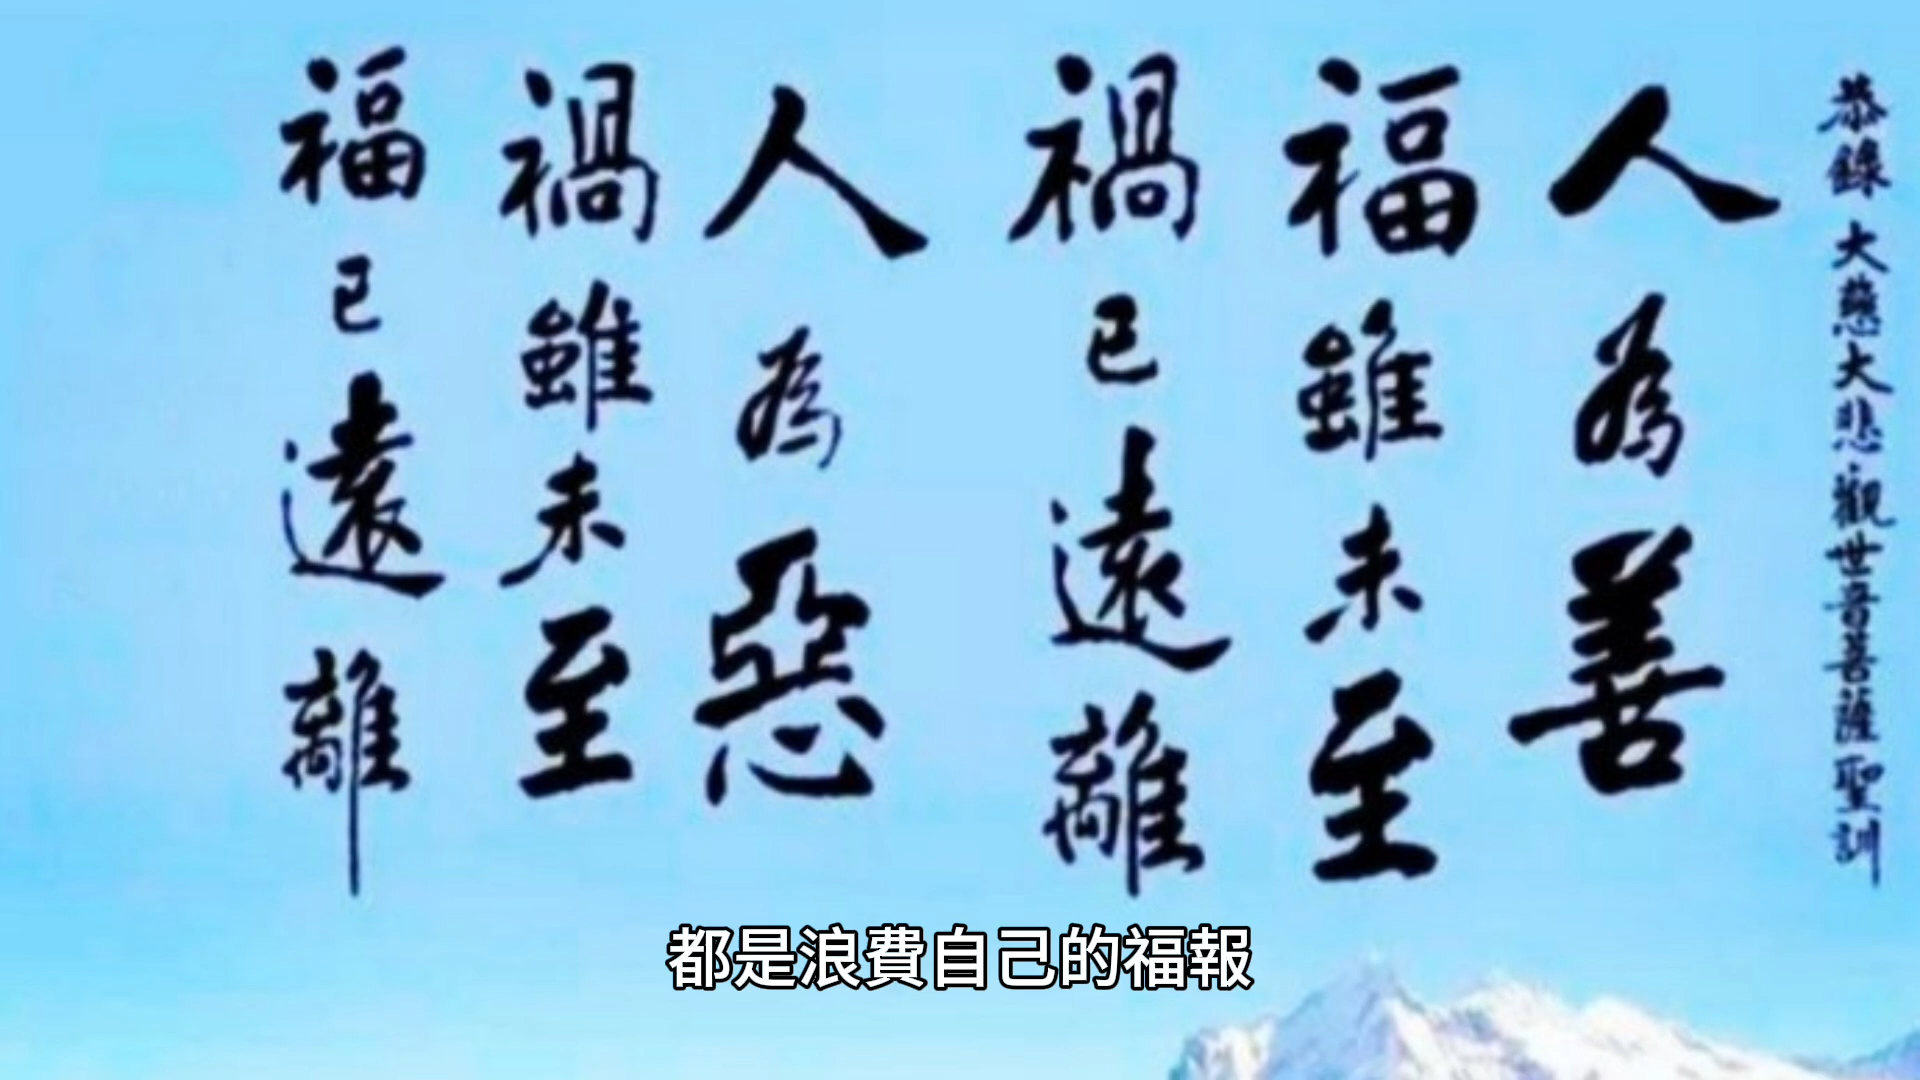 恭錄大慈大悲觀世音菩薩聖訓
人為善
福雖未至
禍已遠離
人為惡
禍雖未至
福已遠離
都是浪費自己的福報